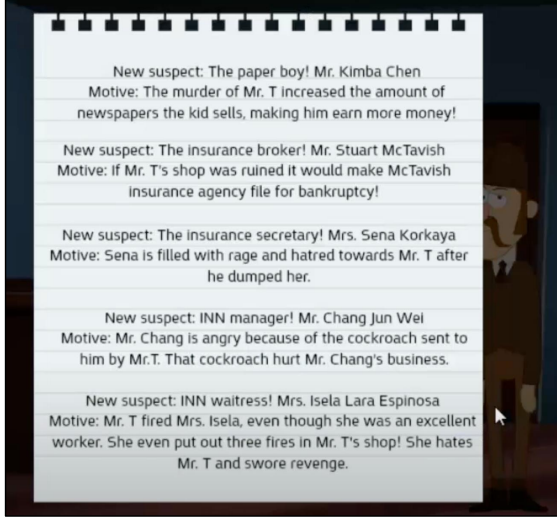 New suspect: The paper boy! Mr. Kimba Chen
Motive: The murder of Mr. T increased the amount of
newspapers the kid sells, making him earn more money!
New suspect: The insurance broker! Mr. Stuart McTavish
Motive: If Mr. T's shop was ruined it would make McTavish
insurance agency file for bankruptcy!
New suspect: The insurance secretary! Mrs. Sena Korkaya
Motive: Sena is filled with rage and hatred towards Mr. T after
he dumped her.
New suspect: INN manager! Mr. Chang Jun Wei
Motive: Mr. Chang is angry because of the cockroach sent to
him by Mr.T. That cockroach hurt Mr. Chang's business.
New suspect: INN waitress! Mrs. Isela Lara Espinosa
Motive: Mr. T fired Mrs. Isela, even though she was an excellent
worker. She even put out three fires in Mr. T's shop! She hates
Mr. T and swore revenge.